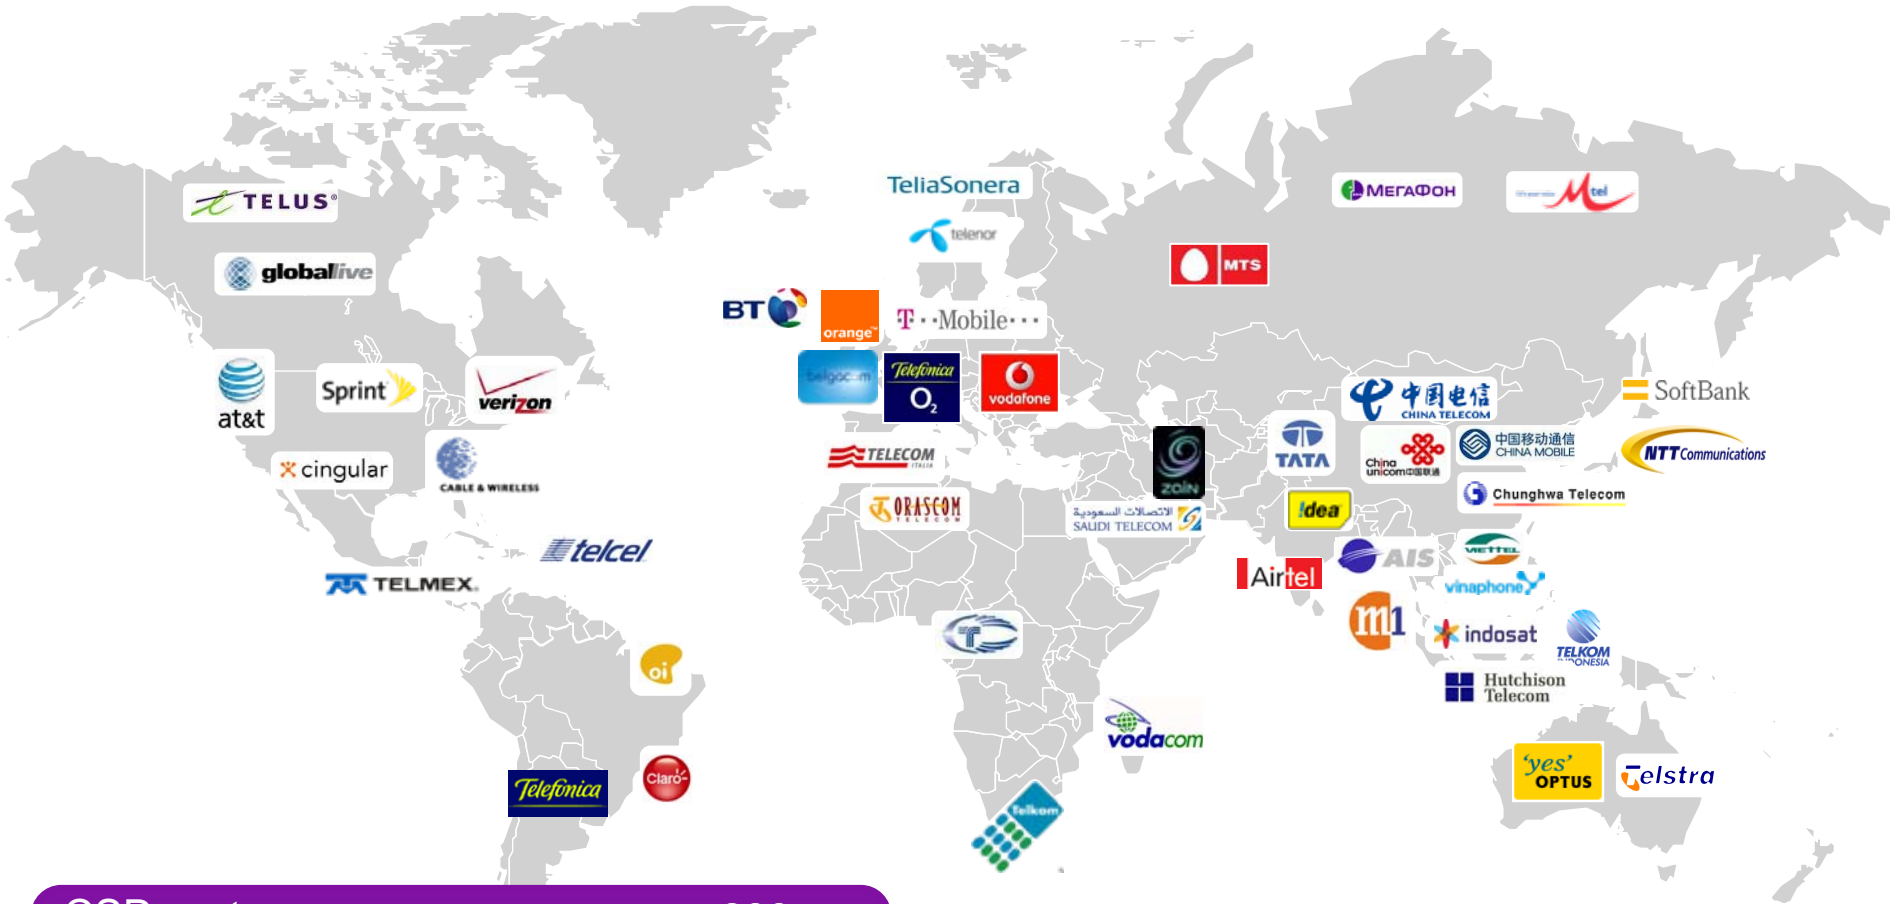 TELUS®
globallive
at&t
Sprint
verizon
cingular
CABLE & WIRELESS
telcel
TELMEX.
oi
Telefonica
Claro
TeliaSonera
telenor
BT
orange™
T··Mobile···
belgacom
Telefonica
O2
vodafone
TELECOM
ITALIA
ORASCOM
TELECOM
الاتصالات السعودية
SAUDI TELECOM
zain
T
vodacom
Telkom
МЕГАФОН
Mtel
MTS
中国电信
CHINA TELECOM
SoftBank
TATA
China
unicom中国联通
中国移动通信
CHINA MOBILE
NTT Communications
Chunghwa Telecom
!dea
Airtel
AIS
VIETTEL
vinaphone
m1
indosat
TELKOM
INDONESIA
Hutchison
Telecom
'yes'
OPTUS
Telstra